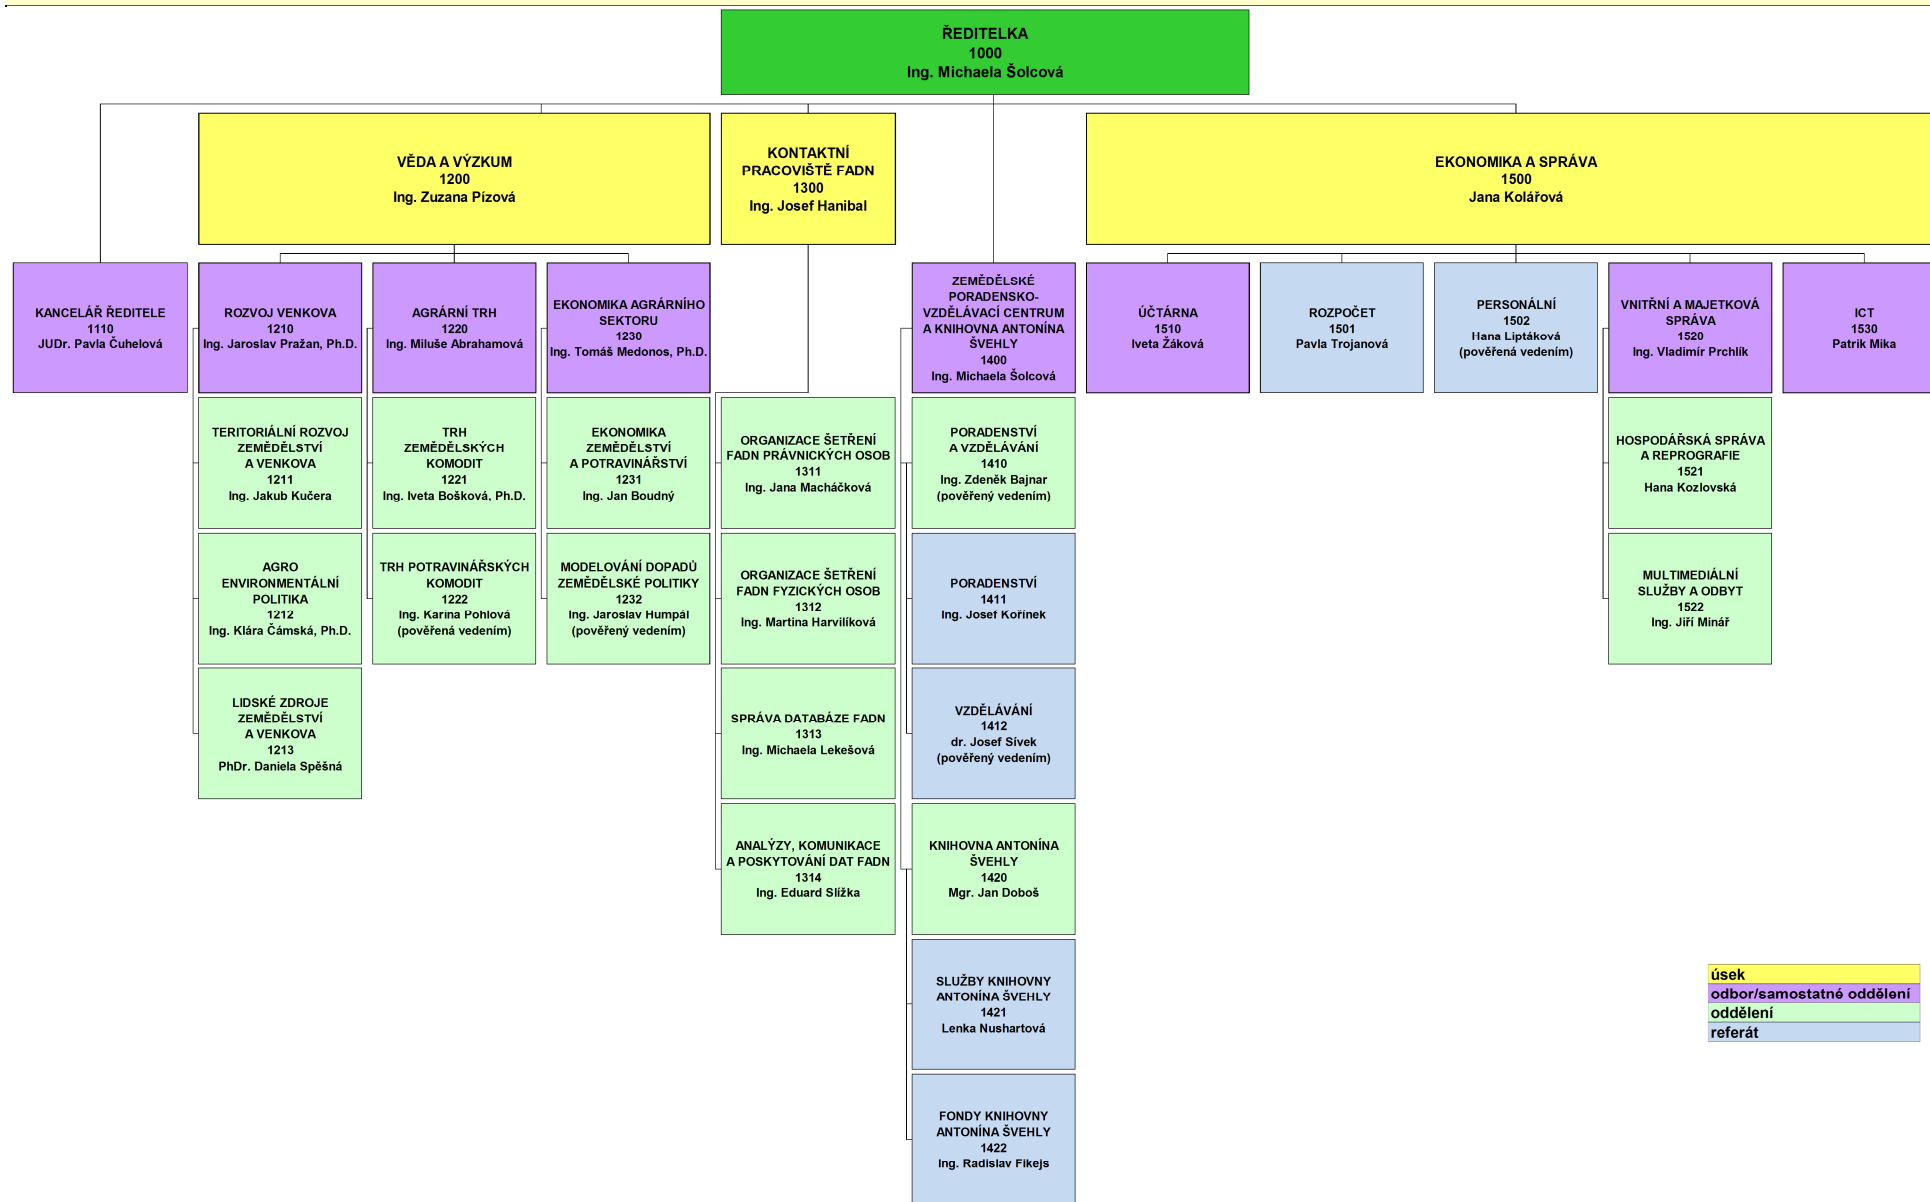 ŘEDITELKA
1000
Ing. Michaela Šolcová
VĚDA A VÝZKUM
1200
Ing. Zuzana Pízová
KONTAKTNÍ
PRACOVIŠTĚ FADN
1300
Ing. Josef Hanibal
EKONOMIKA A SPRÁVA
1500
Jana Kolářová
KANCELÁŘ ŘEDITELE
1110
JUDr. Pavla Čuhelová
ROZVOJ VENKOVA
1210
Ing. Jaroslav Pražan, Ph.D.
AGRÁRNÍ TRH
1220
Ing. Miluše Abrahamová
EKONOMIKA AGRÁRNÍHO
SEKTORU
1230
Ing. Tomáš Medonos, Ph.D.
ZEMĚDĚLSKÉ
PORADENSKO-
VZDĚLÁVACÍ CENTRUM
A KNIHOVNA ANTONÍNA
ŠVEHLY
1400
Ing. Michaela Šolcová
ÚČTÁRNA
1510
Iveta Žáková
ROZPOČET
1501
Pavla Trojanová
PERSONÁLNÍ
1502
Hana Liptáková
(pověřená vedením)
VNITŘNÍ A MAJETKOVÁ
SPRÁVA
1520
Ing. Vladimír Prchlík
ICT
1530
Patrik Mika
TERITORIÁLNÍ ROZVOJ
ZEMĚDĚLSTVÍ
A VENKOVA
1211
Ing. Jakub Kučera
TRH
ZEMĚDĚLSKÝCH
KOMODIT
1221
Ing. Iveta Bošková, Ph.D.
EKONOMIKA
ZEMĚDĚLSTVÍ
A POTRAVINÁŘSTVÍ
1231
Ing. Jan Boudný
ORGANIZACE ŠETŘENÍ
FADN PRÁVNICKÝCH OSOB
1311
Ing. Jana Macháčková
PORADENSTVÍ
A VZDĚLÁVÁNÍ
1410
Ing. Zdeněk Bajnar
(pověřený vedením)
HOSPODÁŘSKÁ SPRÁVA
A REPROGRAFIE
1521
Hana Kozlovská
AGRO
ENVIRONMENTÁLNÍ
POLITIKA
1212
Ing. Klára Čámská, Ph.D.
TRH POTRAVINÁŘSKÝCH
KOMODIT
1222
Ing. Karina Pohlová
(pověřená vedením)
MODELOVÁNÍ DOPADŮ
ZEMĚDĚLSKÉ POLITIKY
1232
Ing. Jaroslav Humpál
(pověřený vedením)
ORGANIZACE ŠETŘENÍ
FADN FYZICKÝCH OSOB
1312
Ing. Martina Harvilíková
PORADENSTVÍ
1411
Ing. Josef Kořínek
MULTIMEDIÁLNÍ
SLUŽBY A ODBYT
1522
Ing. Jiří Minář
LIDSKÉ ZDROJE
ZEMĚDĚLSTVÍ
A VENKOVA
1213
PhDr. Daniela Spěšná
SPRÁVA DATABÁZE FADN
1313
Ing. Michaela Lekešová
VZDĚLÁVÁNÍ
1412
dr. Josef Sívek
(pověřený vedením)
ANALÝZY, KOMUNIKACE
A POSKYTOVÁNÍ DAT FADN
1314
Ing. Eduard Slížka
KNIHOVNA ANTONÍNA
ŠVEHLY
1420
Mgr. Jan Doboš
SLUŽBY KNIHOVNY
ANTONÍNA ŠVEHLY
1421
Lenka Nushartová
FONDY KNIHOVNY
ANTONÍNA ŠVEHLY
1422
Ing. Radislav Fikejs
úsek
odbor/samostatné oddělení
oddělení
referát